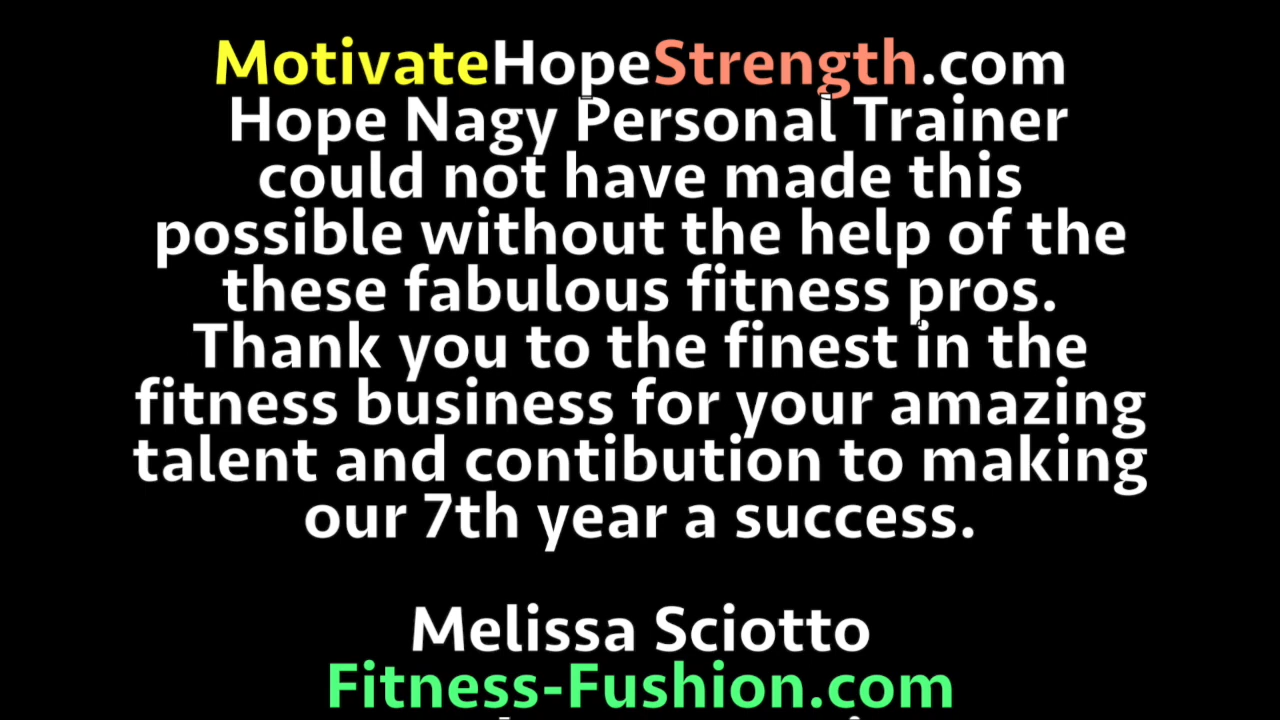 MotivateHopeStrength.com
Hope Nagy Personal Trainer
could not have made this
possible without the help of the
these fabulous fitness pros.
Thank you to the finest in the
fitness business for your amazing
talent and contibution to making
our 7th year a success.
Melissa Sciotto
Fitness-Fushion.com